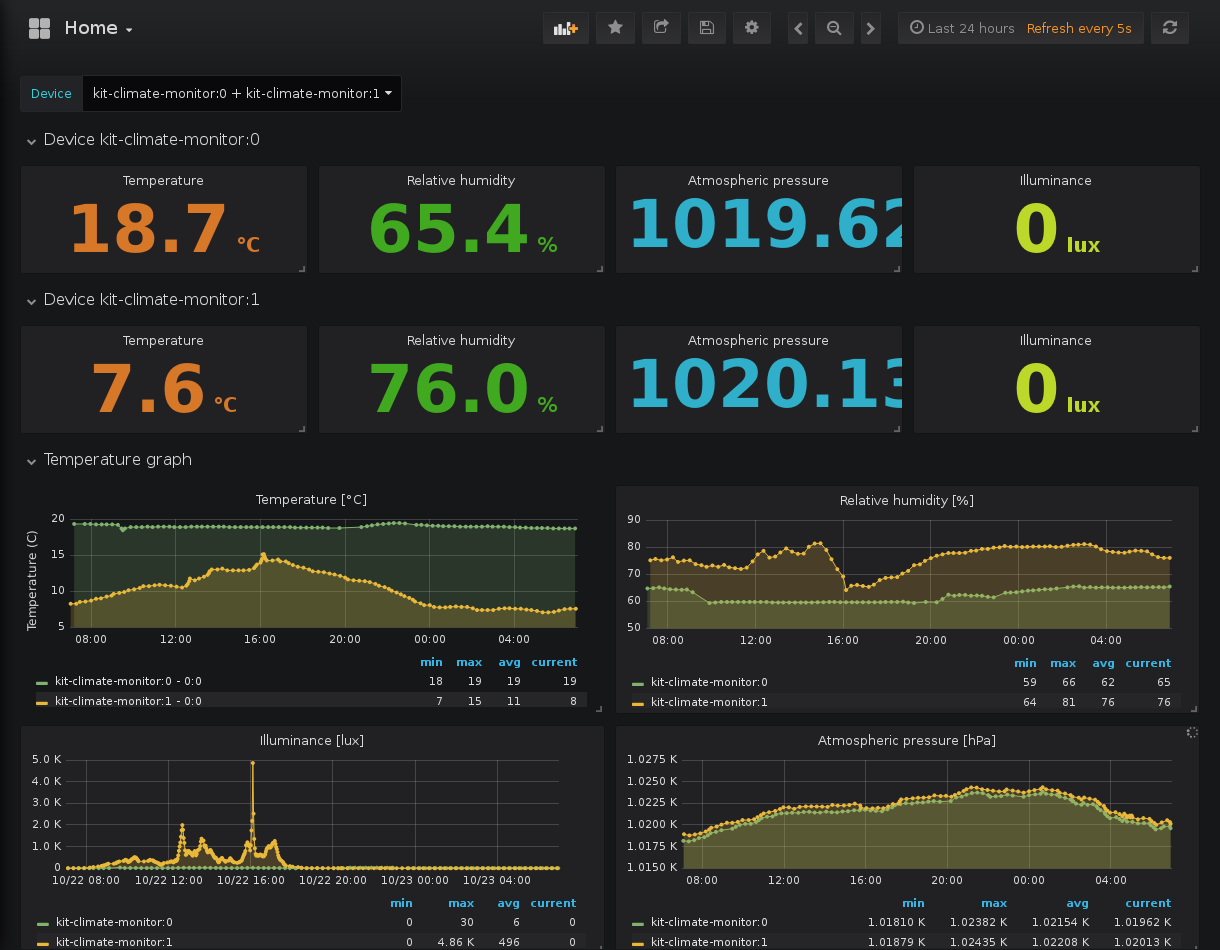 Home
Last 24 hours Refresh every 5s
Device kit-climate-monitor:0 + kit-climate-monitor:1
Device kit-climate-monitor:0
Temperature Relative humidity Atmospheric pressure Illuminance
18.7 °C 65.4 % 1019.62 0 lux
Device kit-climate-monitor:1
Temperature Relative humidity Atmospheric pressure Illuminance
7.6 °C 76.0 % 1020.13 0 lux
Temperature graph
Temperature [°C]
Temperature (C)
20
15
10
5
08:00 12:00 16:00 20:00 00:00 04:00
min max avg current
kit-climate-monitor:0 - 0:0 18 19 19 19
kit-climate-monitor:1 - 0:0 7 15 11 8
Relative humidity [%]
90
80
70
60
50
08:00 12:00 16:00 20:00 00:00 04:00
min max avg current
kit-climate-monitor:0 59 66 62 65
kit-climate-monitor:1 64 81 76 76
Illuminance [lux]
5.0 K
4.0 K
3.0 K
2.0 K
1.0 K
0
10/22 08:00 10/22 12:00 10/22 16:00 10/22 20:00 10/23 00:00 10/23 04:00
min max avg current
kit-climate-monitor:0 0 30 6 0
kit-climate-monitor:1 0 4.86 K 496 0
Atmospheric pressure [hPa]
1.0275 K
1.0250 K
1.0225 K
1.0200 K
1.0175 K
1.0150 K
08:00 12:00 16:00 20:00 00:00 04:00
min max avg current
kit-climate-monitor:0 1.01810 K 1.02382 K 1.02154 K 1.01962 K
kit-climate-monitor:1 1.01879 K 1.02435 K 1.02208 K 1.02013 K